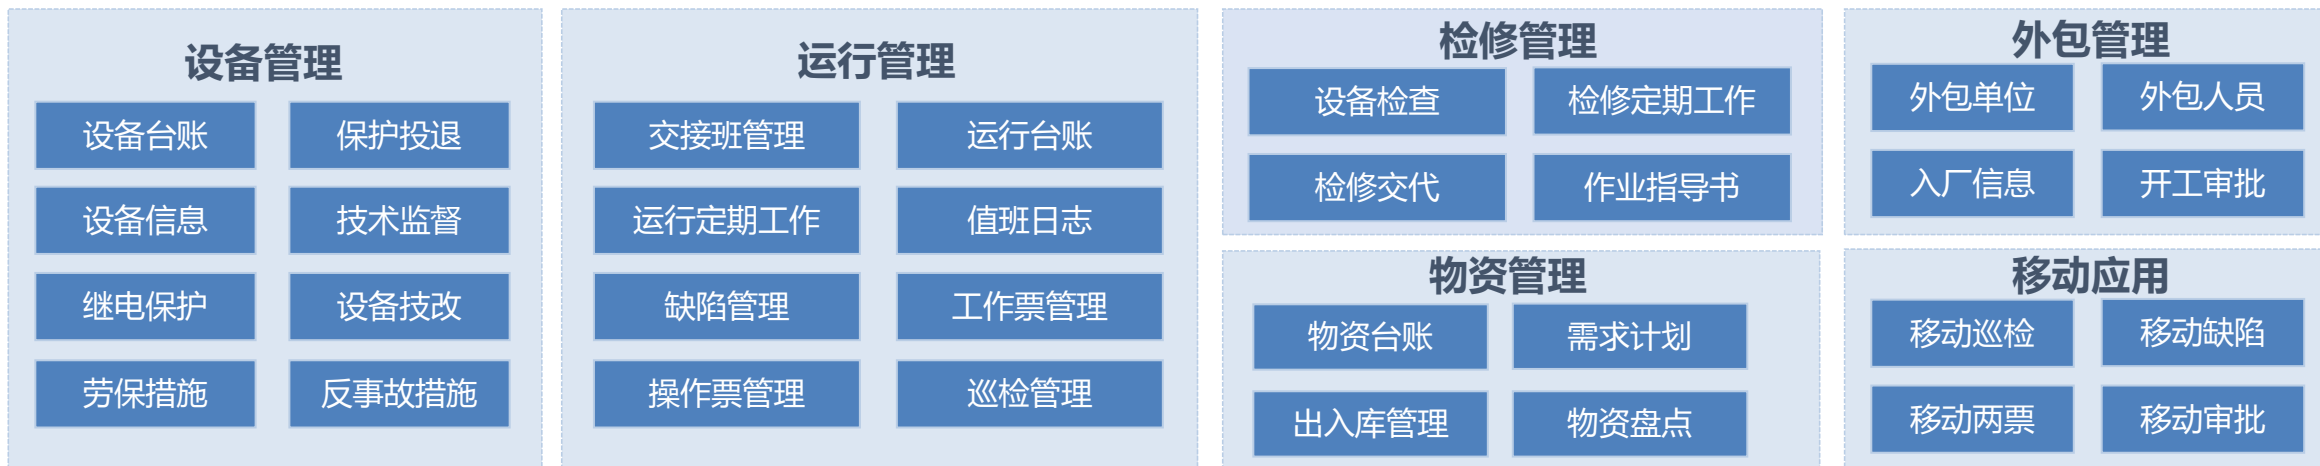 设备管理
设备台账
保护投退
设备信息
技术监督
继电保护
设备技改
劳保措施
反事故措施
运行管理
交接班管理
运行台账
运行定期工作
值班日志
缺陷管理
工作票管理
操作票管理
巡检管理
检修管理
设备检查
检修定期工作
检修交代
作业指导书
物资管理
物资台账
需求计划
出入库管理
物资盘点
外包管理
外包单位
外包人员
入厂信息
开工审批
移动应用
移动巡检
移动缺陷
移动两票
移动审批